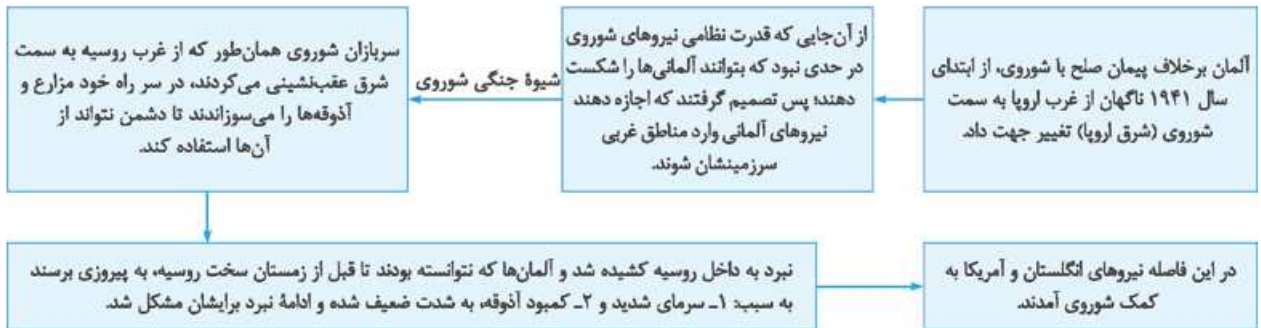 آلمان برخلاف پیمان صلح با شوروی، از ابتدای
سال ۱۹۴۱ ناگهان از غرب اروپا به سمت
شوروی (شرق اروپا) تغییر جهت داد.
از آن‌جایی که قدرت نظامی نیروهای شوروی
در حدی نبود که بتوانند آلمانی‌ها را شکست
دهند؛ پس تصمیم گرفتند که اجازه دهند
نیروهای آلمانی وارد مناطق غربی
سرزمینشان شوند.
شیوهٔ جنگی شوروی
سربازان شوروی همان‌طور که از غرب روسیه به سمت
شرق عقب‌نشینی می‌کردند، در سر راه خود مزارع و
آذوقه‌ها را می‌سوزاندند تا دشمن نتواند از
آن‌ها استفاده کند.
نبرد به داخل روسیه کشیده شد و آلمان‌ها که نتوانسته بودند تا قبل از زمستان سخت روسیه، به پیروزی برسند
به سبب: ۱ـ سرمای شدید و ۲ـ کمبود آذوقه، به شدت ضعیف شده و ادامهٔ نبرد برایشان مشکل شد.
در این فاصله نیروهای انگلستان و آمریکا به
کمک شوروی آمدند.